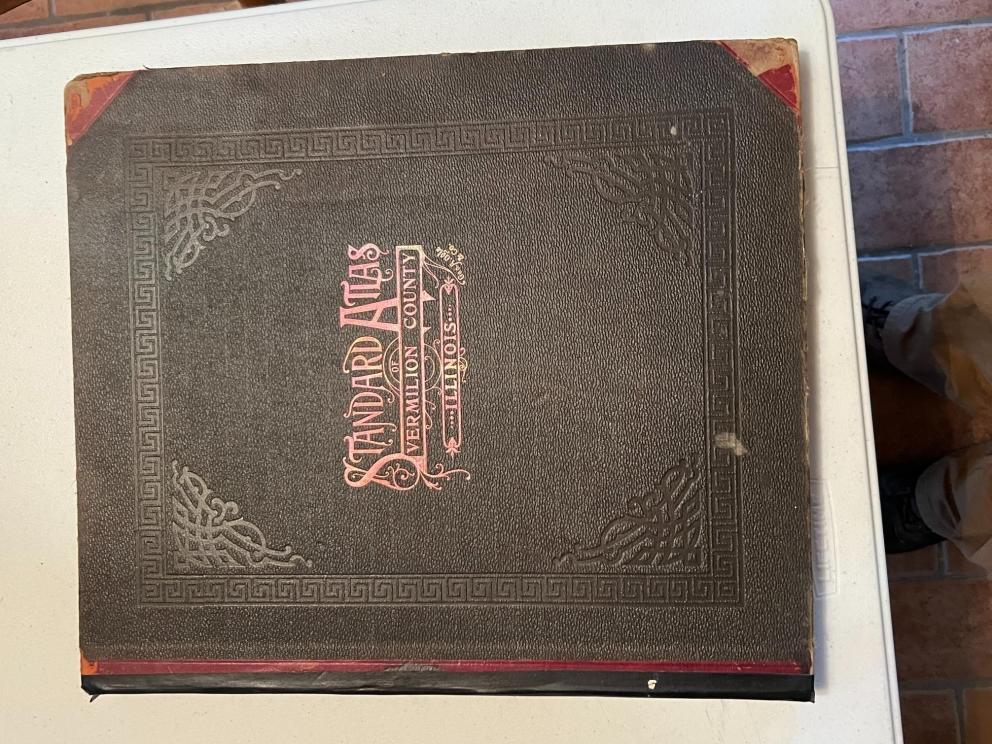 STANDARD ATLAS
OF
VERMILION COUNTY
ILLINOIS